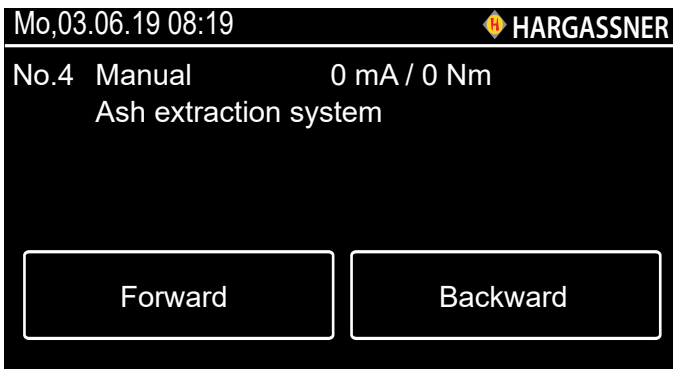 Mo,03.06.19 08:19 HARGASSNER
No.4 Manual 0 mA / 0 Nm
Ash extraction system
Forward Backward